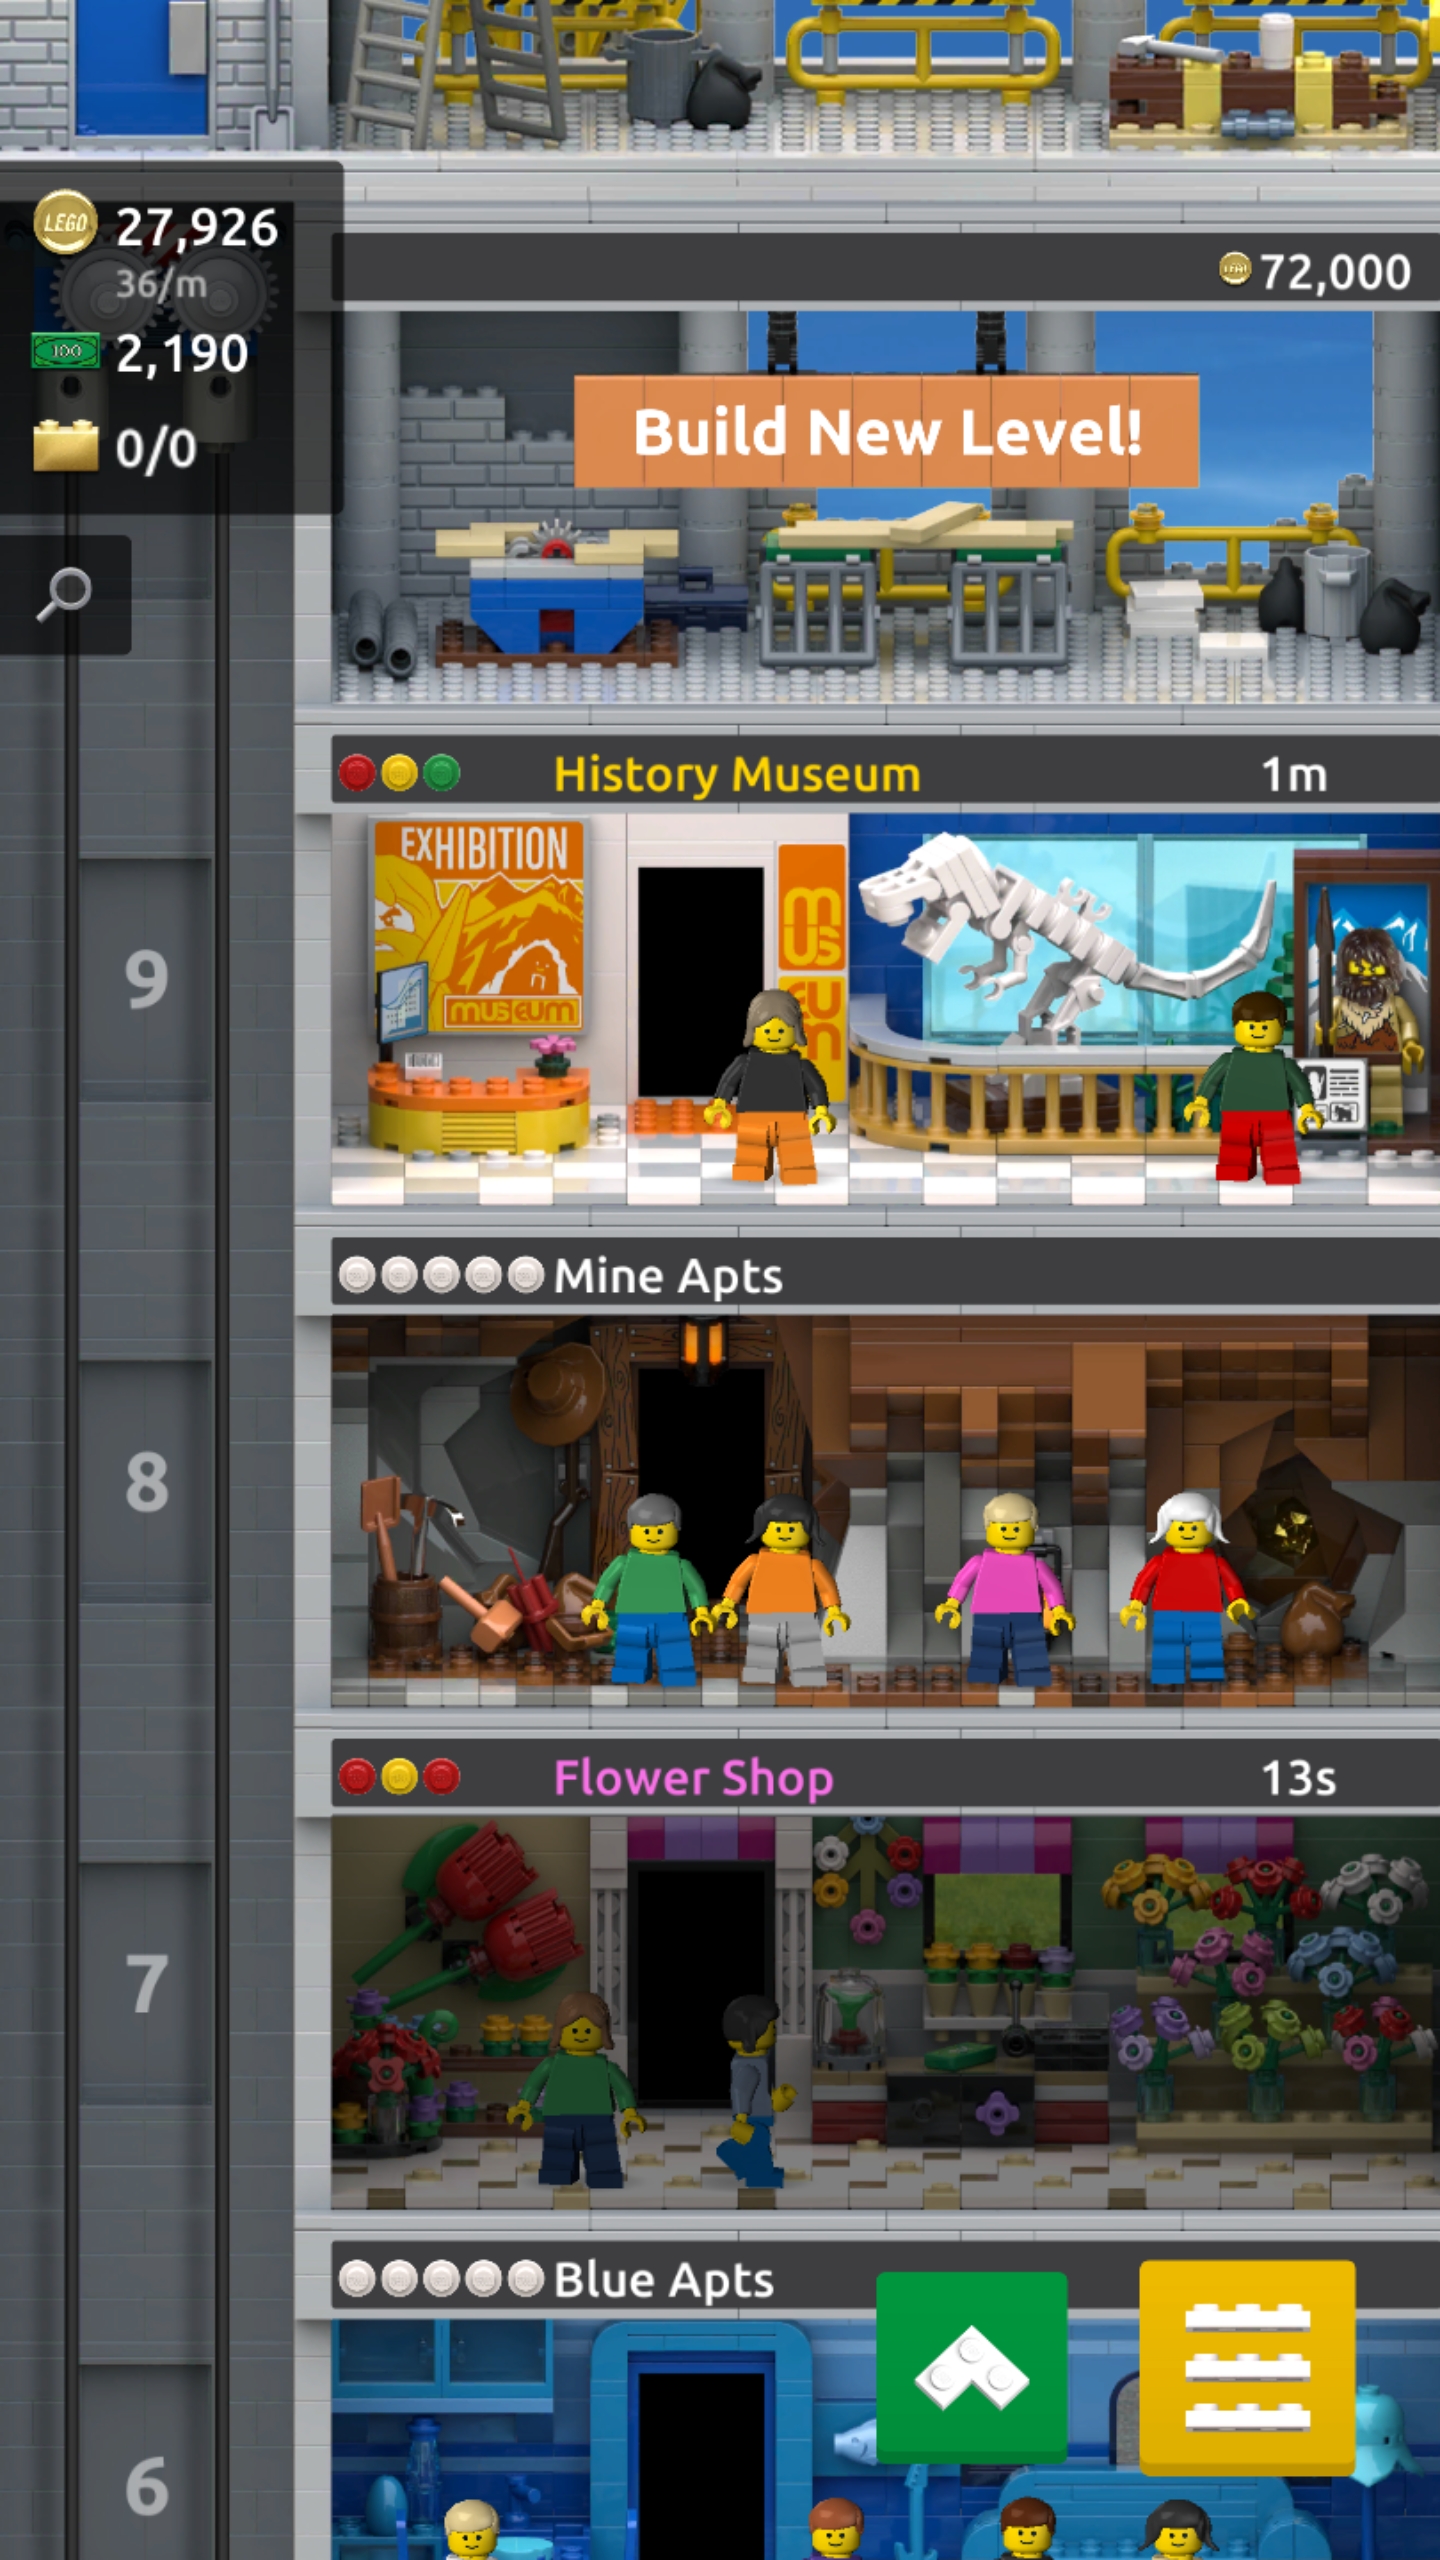 LEGO 27,926
36/m
100 2,190
0/0
72,000
Build New Level!
History Museum 1m
EXHIBITION
museum
mus
9
Mine Apts
8
Flower Shop 13s
7
Blue Apts
6